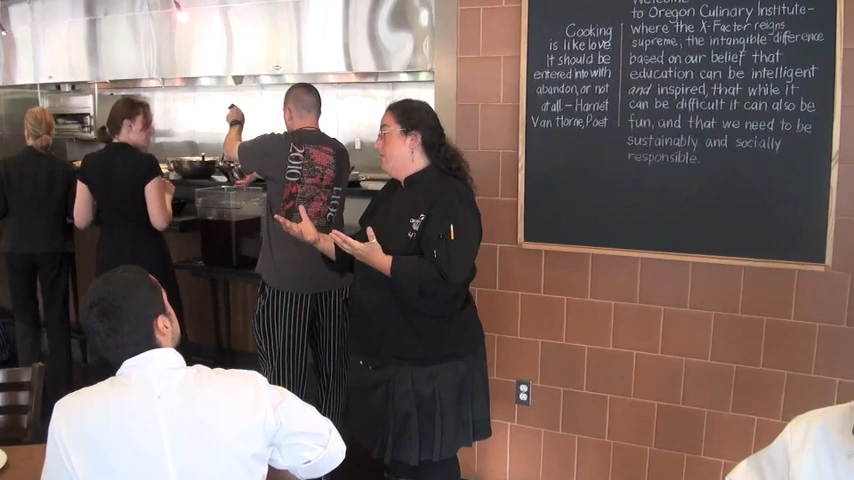 Welcome
to Oregon Culinary Institute-
where the X-Factor reigns
supreme; the intangible difference
based on our belief that
education can be intelligent
and inspired, that while it
can be difficult it can also be
fun, and that we need to be
sustainably and socially
responsible.
Cooking
is like love
It should be
entered into with
abandon, or not
at all - Harriet
Van Horne, Poet
2010
2011